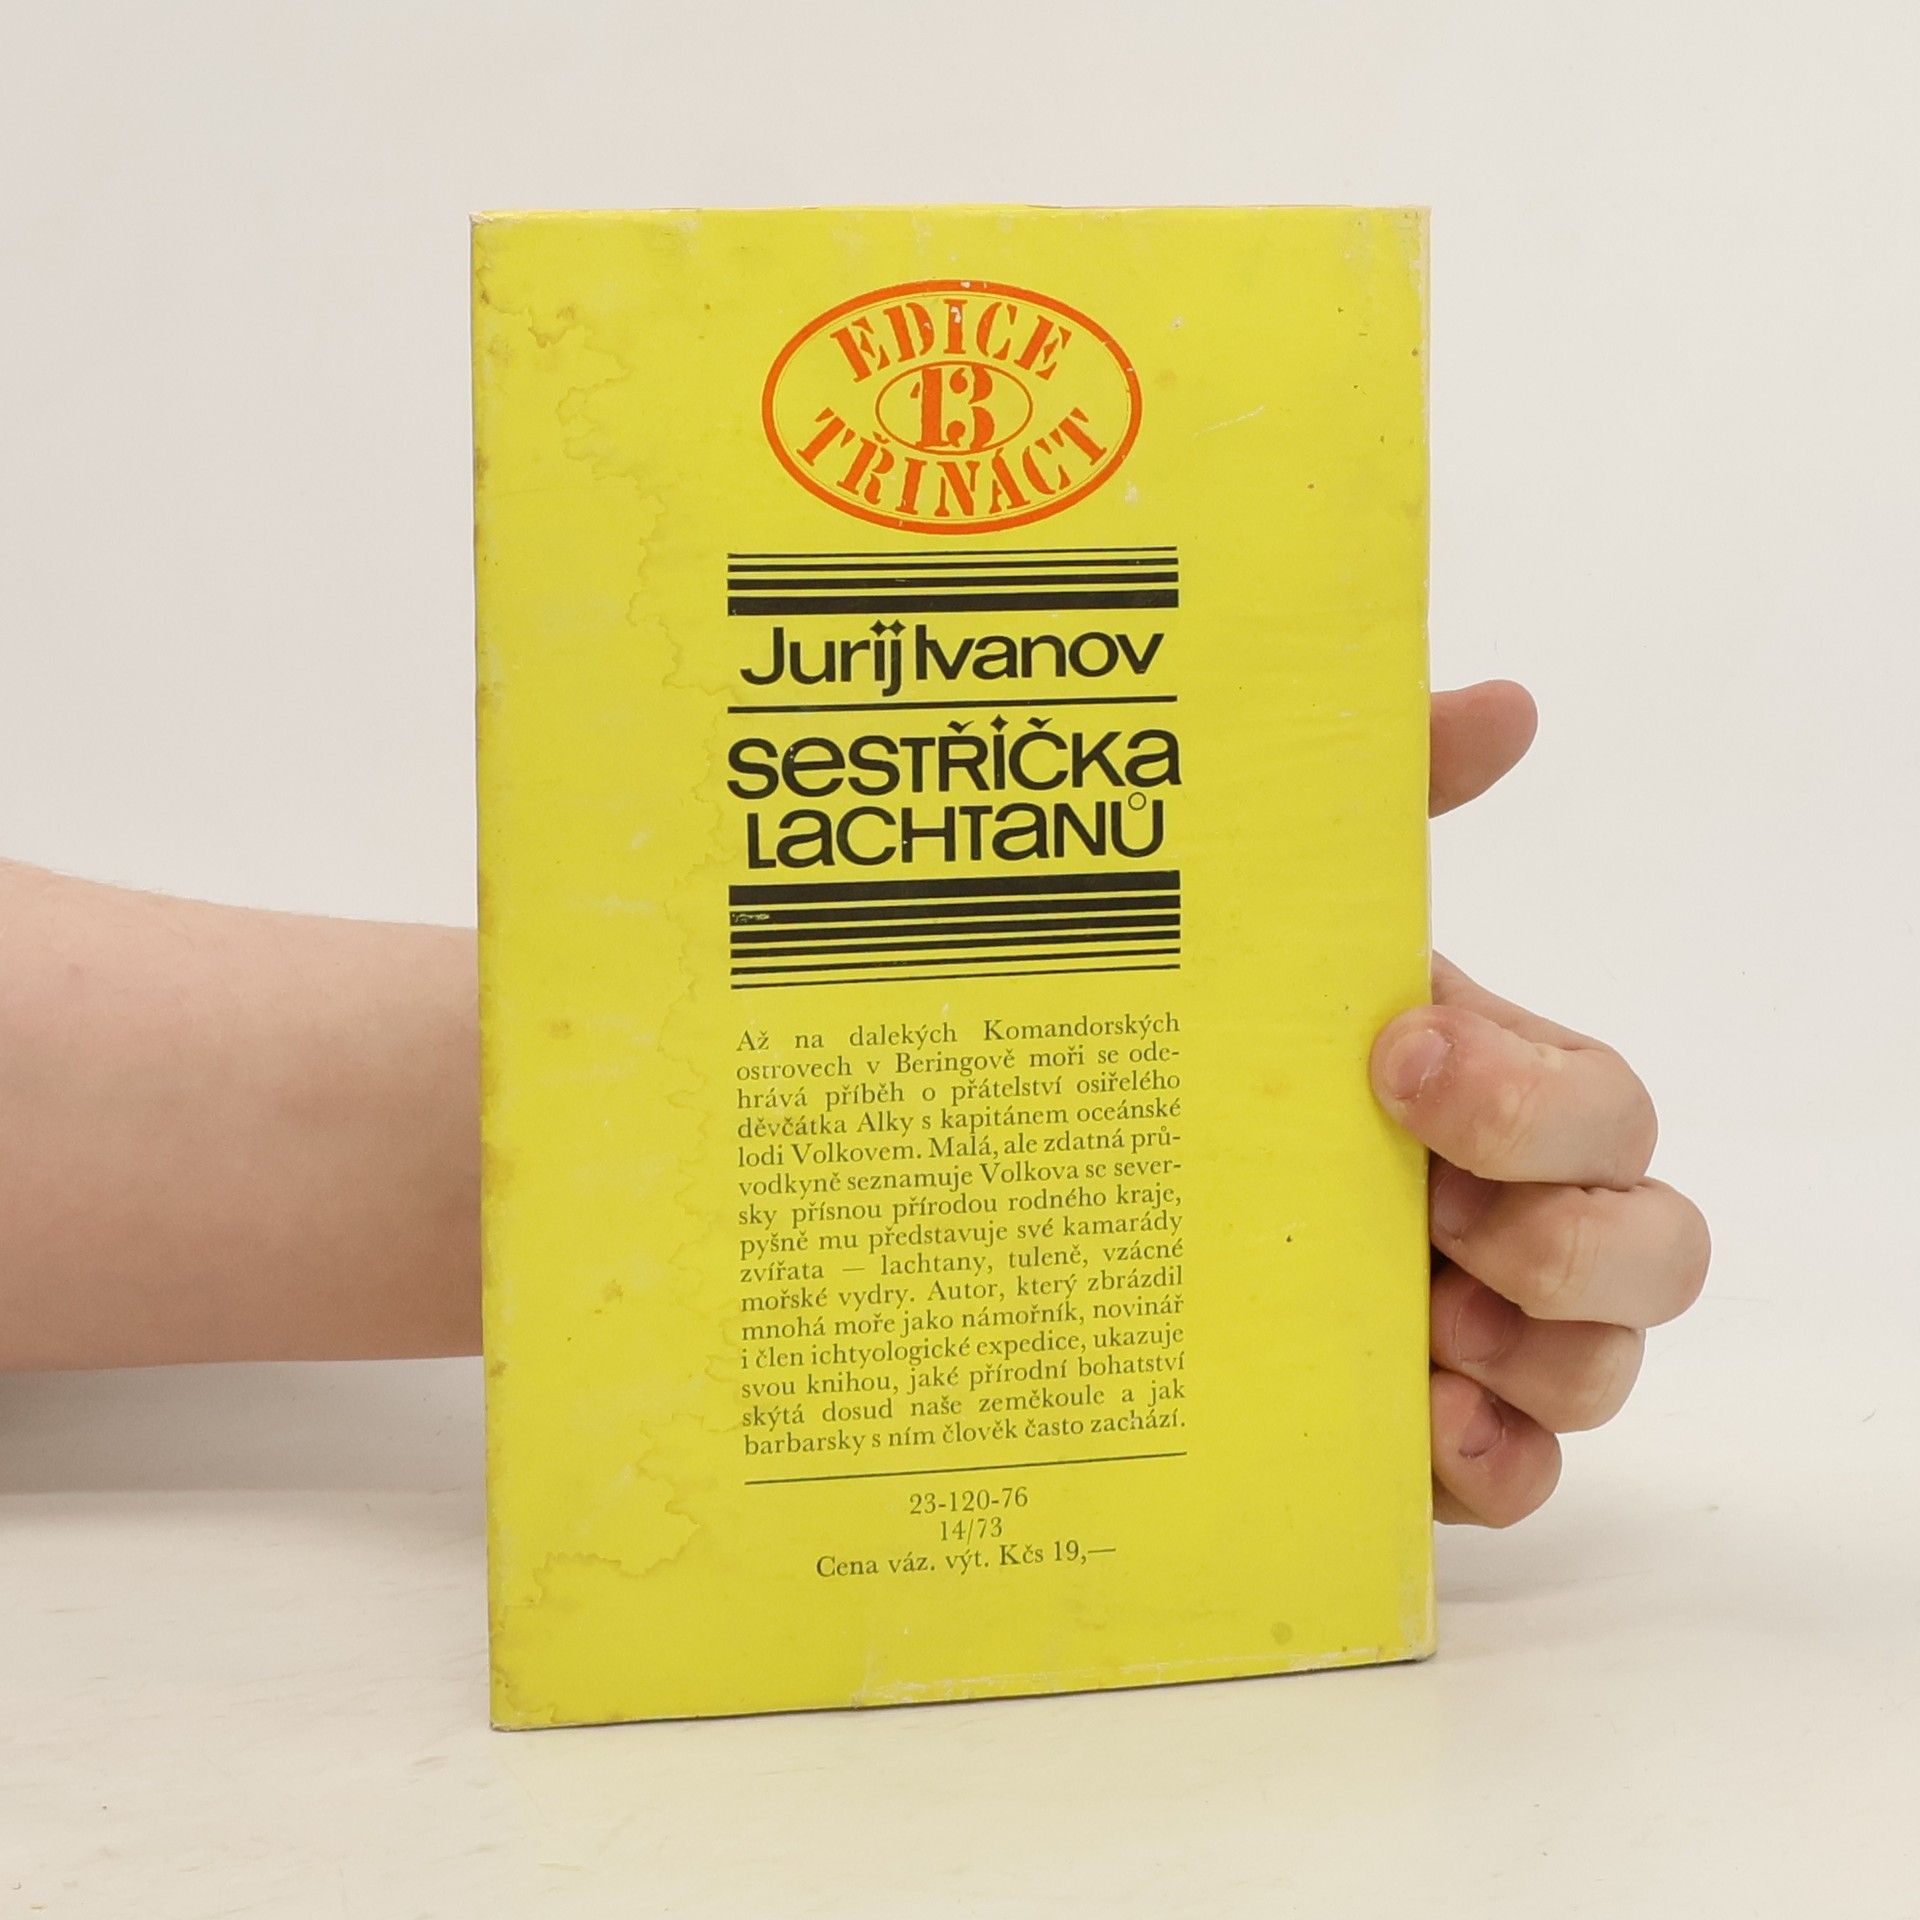 EDICE
13
TŘINÁCT
Jurij Ivanov
SESTŘIČKA
LACHTANŮ
Až na dalekých Komandorských
ostrovech v Beringově moři se ode-
hrává příběh o přátelství osiřelého
děvčátka Alky s kapitánem oceánské
lodi Volkovem. Malá, ale zdatná prů-
vodkyně seznamuje Volkova se sever-
sky přísnou přírodou rodného kraje,
pyšně mu představuje své kamarády
zvířata — lachtany, tuleně, vzácné
mořské vydry. Autor, který zbrázdil
mnohá moře jako námořník, novinář
i člen ichtyologické expedice, ukazuje
svou knihou, jaké přírodní bohatství
skýtá dosud naše zeměkoule a jak
barbarsky s ním člověk často zachází.
23-120-76
14/73
Cena váz. výt. Kčs 19,—